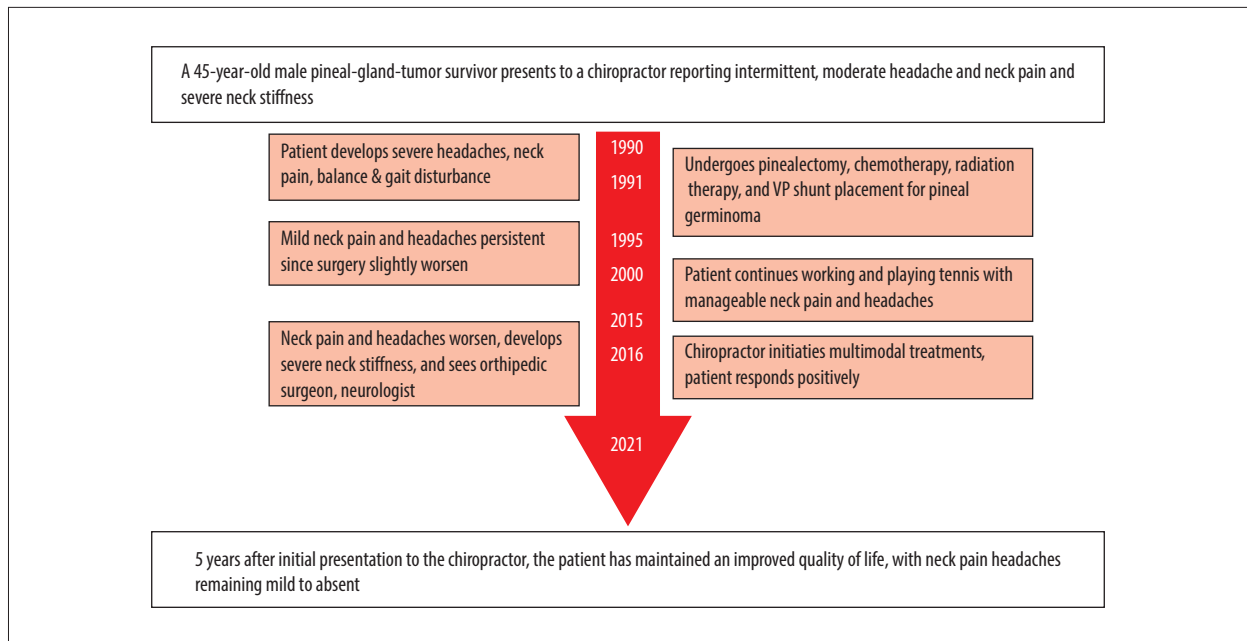 A 45-year-old male pineal-gland-tumor survivor presents to a chiropractor reporting intermittent, moderate headache and neck pain and
severe neck stiffness
1990
Patient develops severe headaches, neck
pain, balance & gait disturbance
1991
Undergoes pinealectomy, chemotherapy, radiation
therapy, and VP shunt placement for pineal
germinoma
1995
Mild neck pain and headaches persistent
since surgery slightly worsen
2000
Patient continues working and playing tennis with
manageable neck pain and headaches
2015
Neck pain and headaches worsen, develops
severe neck stiffness, and sees orthipedic
surgeon, neurologist
2016
Chiropractor initiaties multimodal treatments,
patient responds positively
2021
5 years after initial presentation to the chiropractor, the patient has maintained an improved quality of life, with neck pain headaches
remaining mild to absent